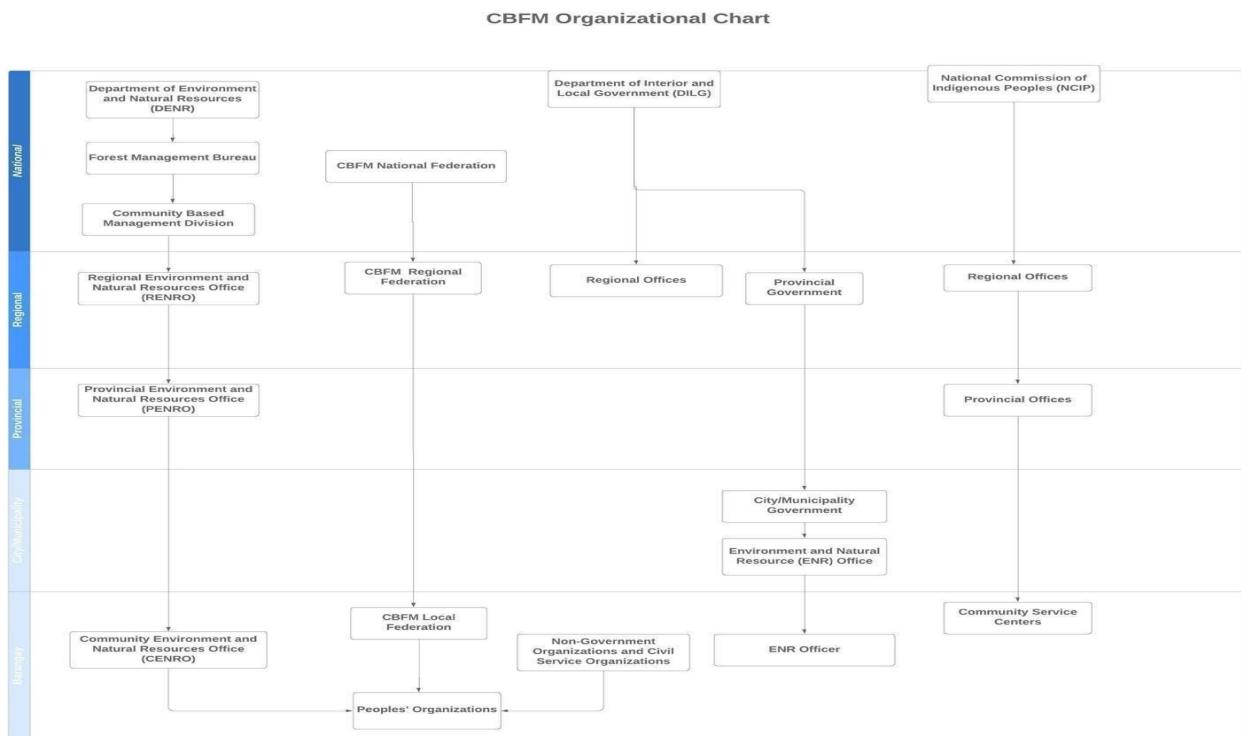 CBFM Organizational Chart
National
Department of Environment
and Natural Resources
(DENR)
Forest Management Bureau
Community Based
Management Division
CBFM National Federation
Department of Interior and
Local Government (DILG)
National Commission of
Indigenous Peoples (NCIP)
Regional
Regional Environment and
Natural Resources Office
(RENRO)
CBFM Regional
Federation
Regional Offices
Provincial
Government
Regional Offices
Provincial
Provincial Environment and
Natural Resources Office
(PENRO)
Provincial Offices
City/Municipality
City/Municipality
Government
Environment and Natural
Resource (ENR) Office
Barangay
Community Environment and
Natural Resources Office
(CENRO)
CBFM Local
Federation
Non-Government
Organizations and Civil
Service Organizations
ENR Officer
Community Service
Centers
Peoples' Organizations